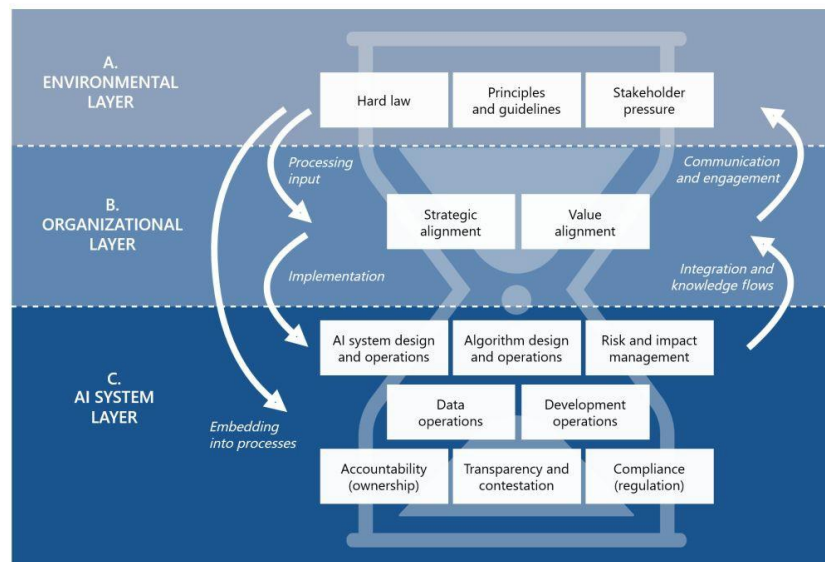 A.
ENVIRONMENTAL
LAYER
Hard law
Principles
and guidelines
Stakeholder
pressure
Processing
input
Communication
and engagement
B.
ORGANIZATIONAL
LAYER
Strategic
alignment
Value
alignment
Implementation
Integration and
knowledge flows
C.
AI SYSTEM
LAYER
AI system design
and operations
Algorithm design
and operations
Risk and impact
management
Data
operations
Development
operations
Embedding
into processes
Accountability
(ownership)
Transparency and
contestation
Compliance
(regulation)